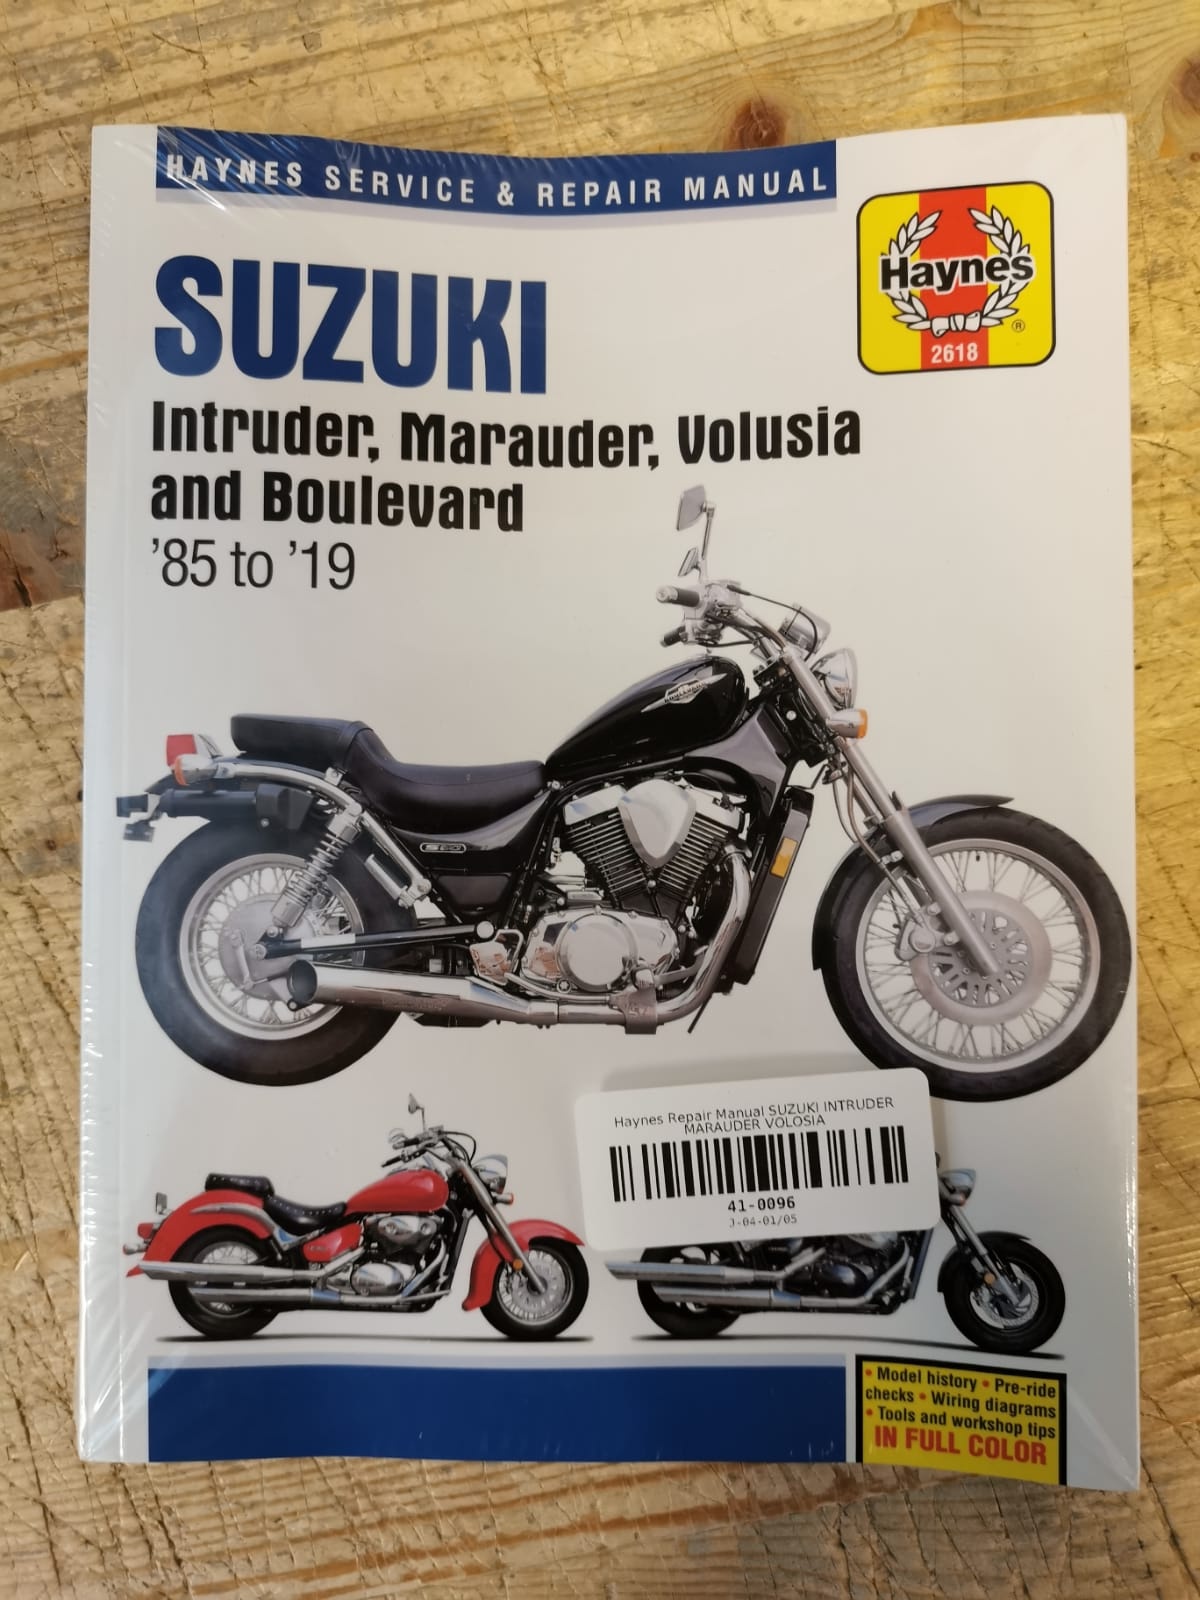 HAYNES SERVICE & REPAIR MANUAL
Haynes
®
2618
SUZUKI
Intruder, Marauder, Volusia
and Boulevard
'85 to '19
Haynes Repair Manual SUZUKI INTRUDER
MARAUDER VOLOSIA
41-0096
J-04-01/05
• Model history • Pre-ride
checks • Wiring diagrams
• Tools and workshop tips
IN FULL COLOR